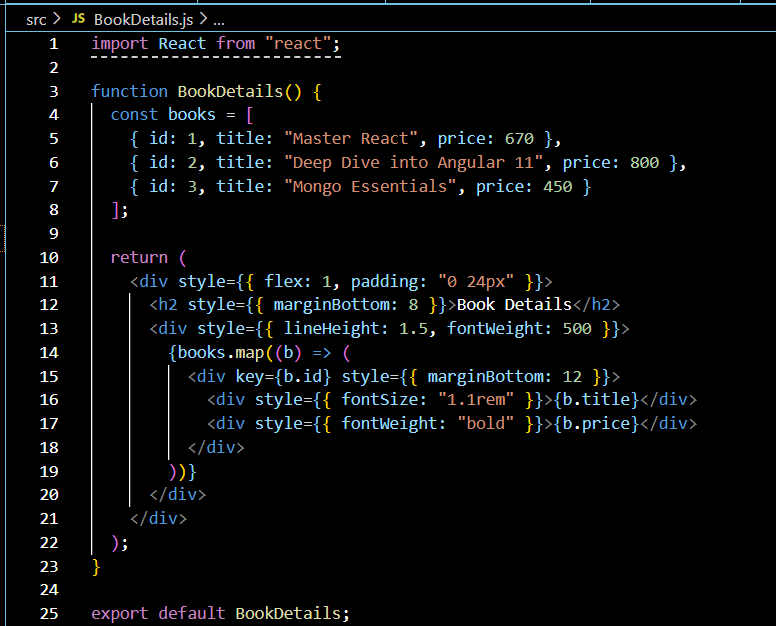 src > JS BookDetails.js > ...
1 import React from "react";
2
3 function BookDetails() {
4   const books = [
5     { id: 1, title: "Master React", price: 670 },
6     { id: 2, title: "Deep Dive into Angular 11", price: 800 },
7     { id: 3, title: "Mongo Essentials", price: 450 }
8   ];
9
10   return (
11     <div style={{ flex: 1, padding: "0 24px" }}>
12       <h2 style={{ marginBottom: 8 }}>Book Details</h2>
13       <div style={{ lineHeight: 1.5, fontWeight: 500 }}>
14         {books.map((b) => (
15           <div key={b.id} style={{ marginBottom: 12 }}>
16             <div style={{ fontSize: "1.1rem" }}>{b.title}</div>
17             <div style={{ fontWeight: "bold" }}>{b.price}</div>
18           </div>
19         ))}
20       </div>
21     </div>
22   );
23 }
24
25 export default BookDetails;